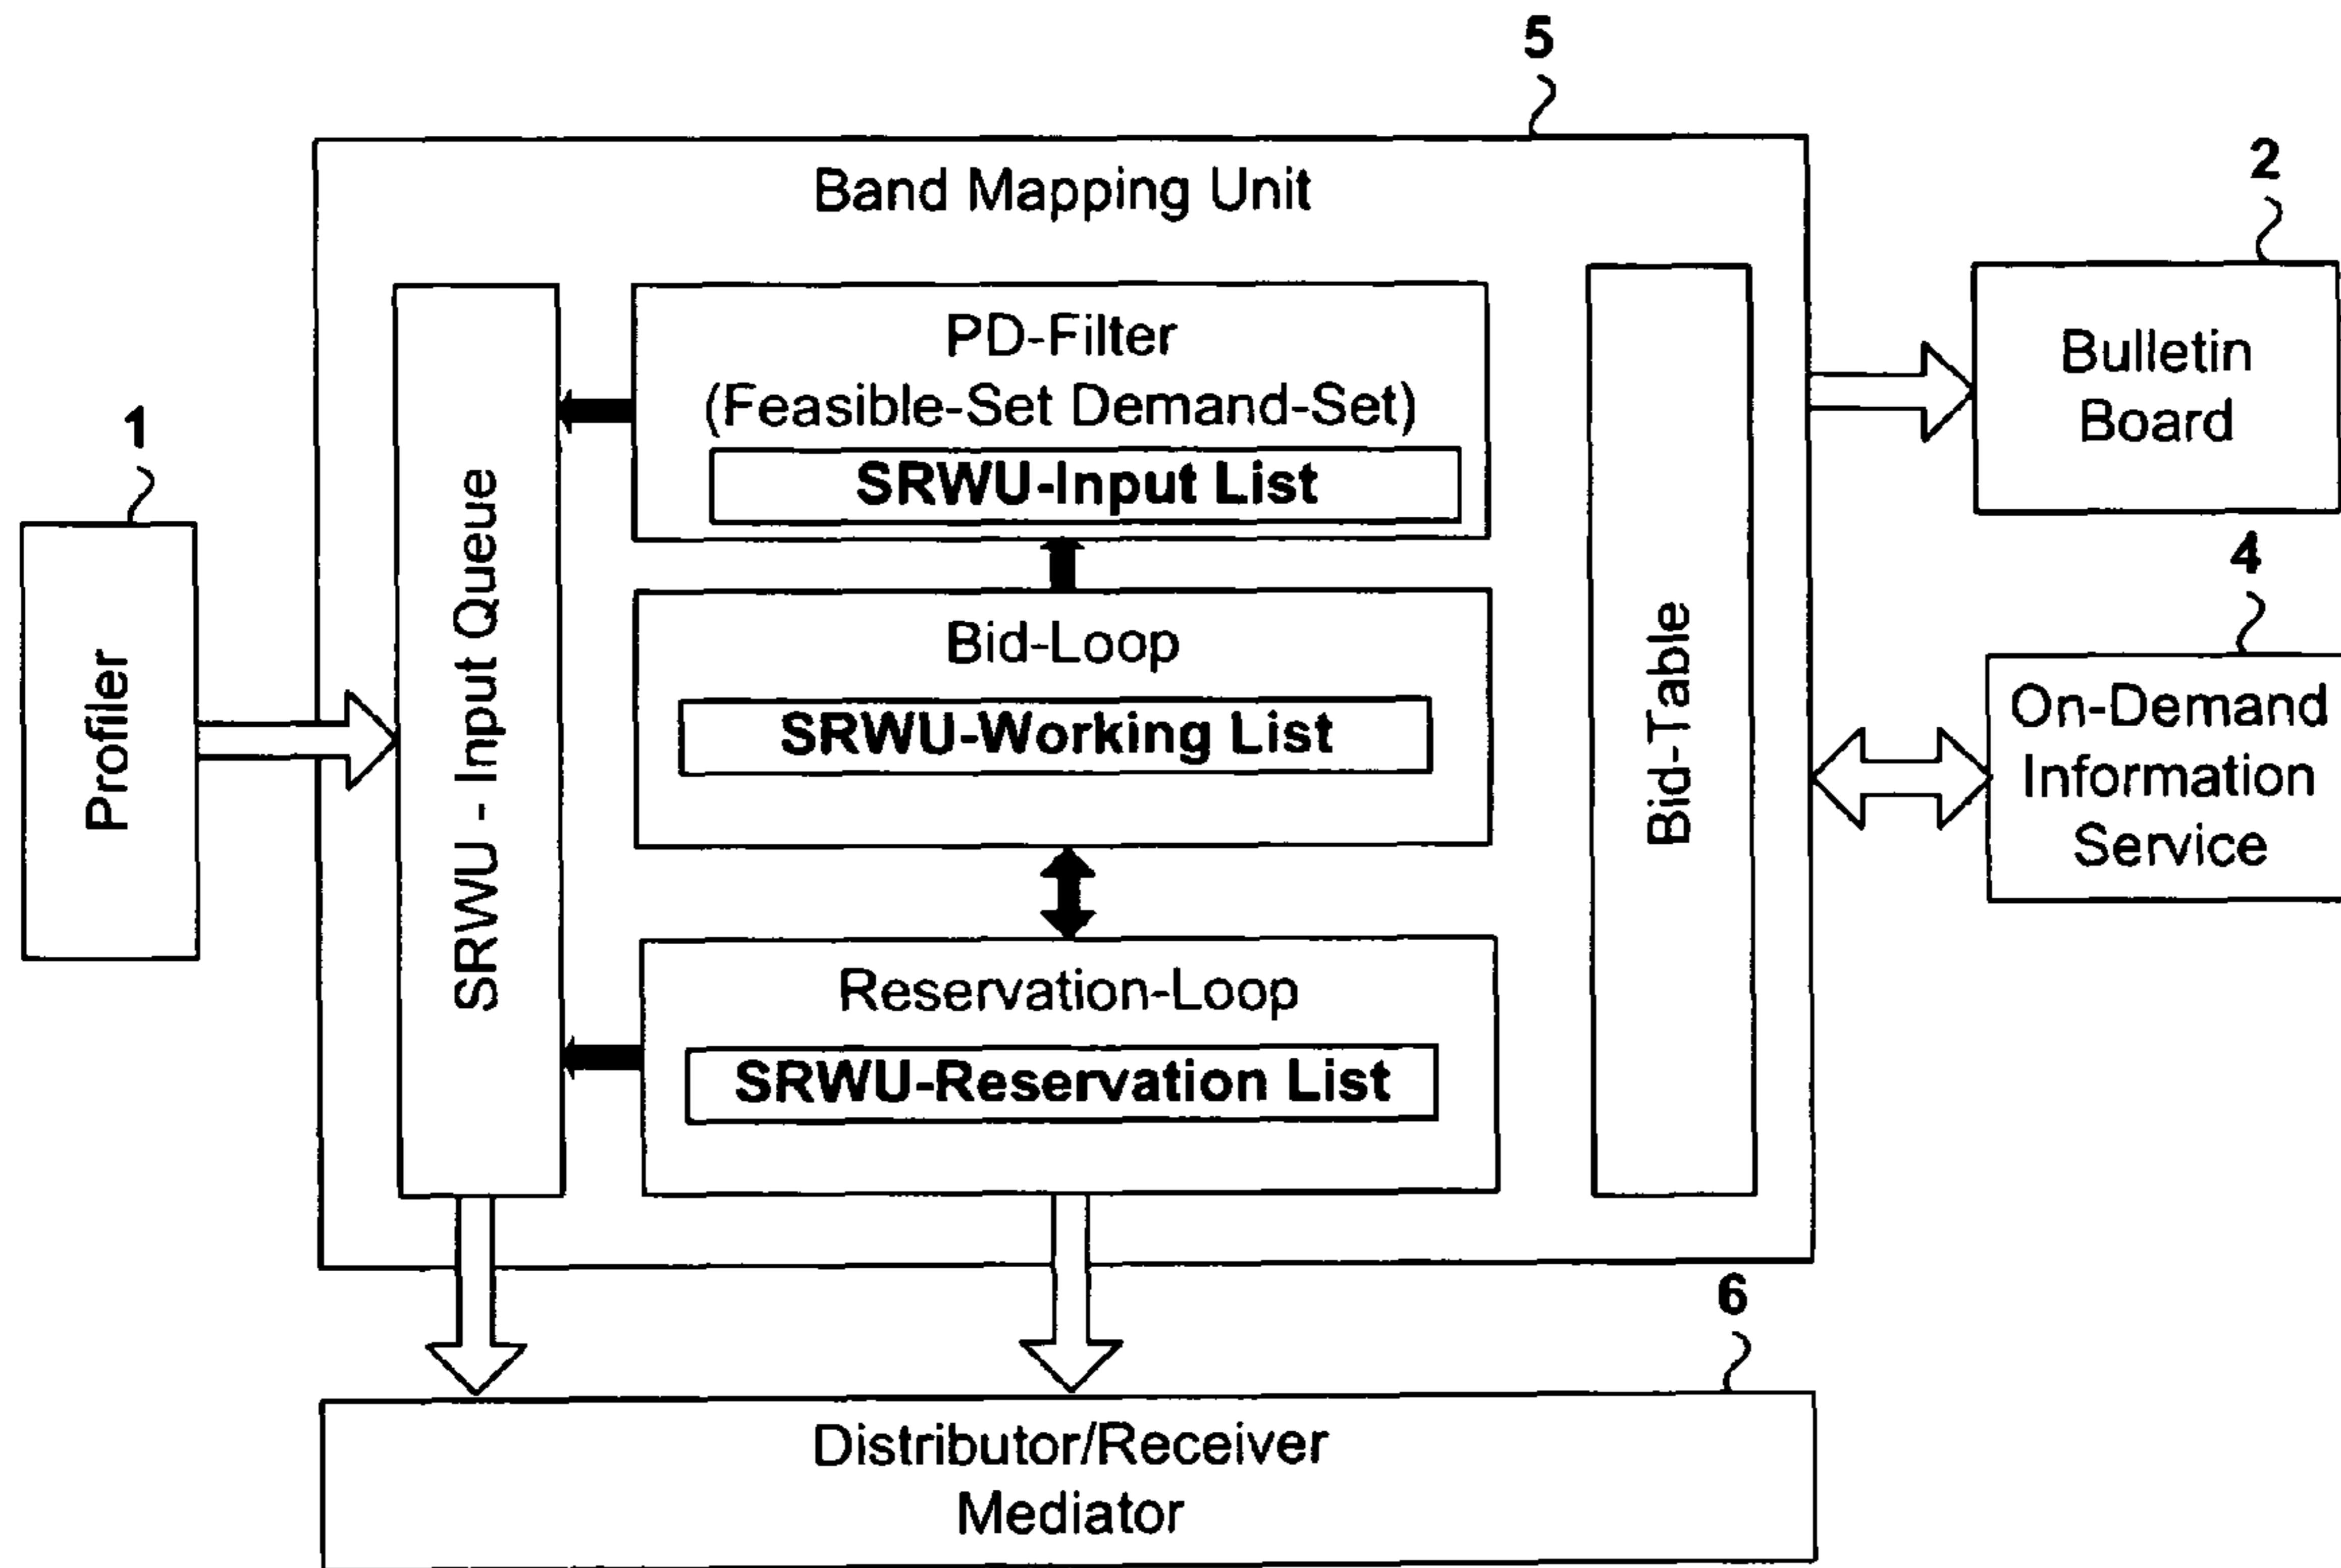 5
Band Mapping Unit
2
PD-Filter
(Feasible-Set Demand-Set)
SRWU-Input List
Bulletin
Board
1
Profiler
SRWU - Input Queue
Bid-Loop
SRWU-Working List
Bid-Table
4
On-Demand
Information
Service
Reservation-Loop
SRWU-Reservation List
6
Distributor/Receiver
Mediator